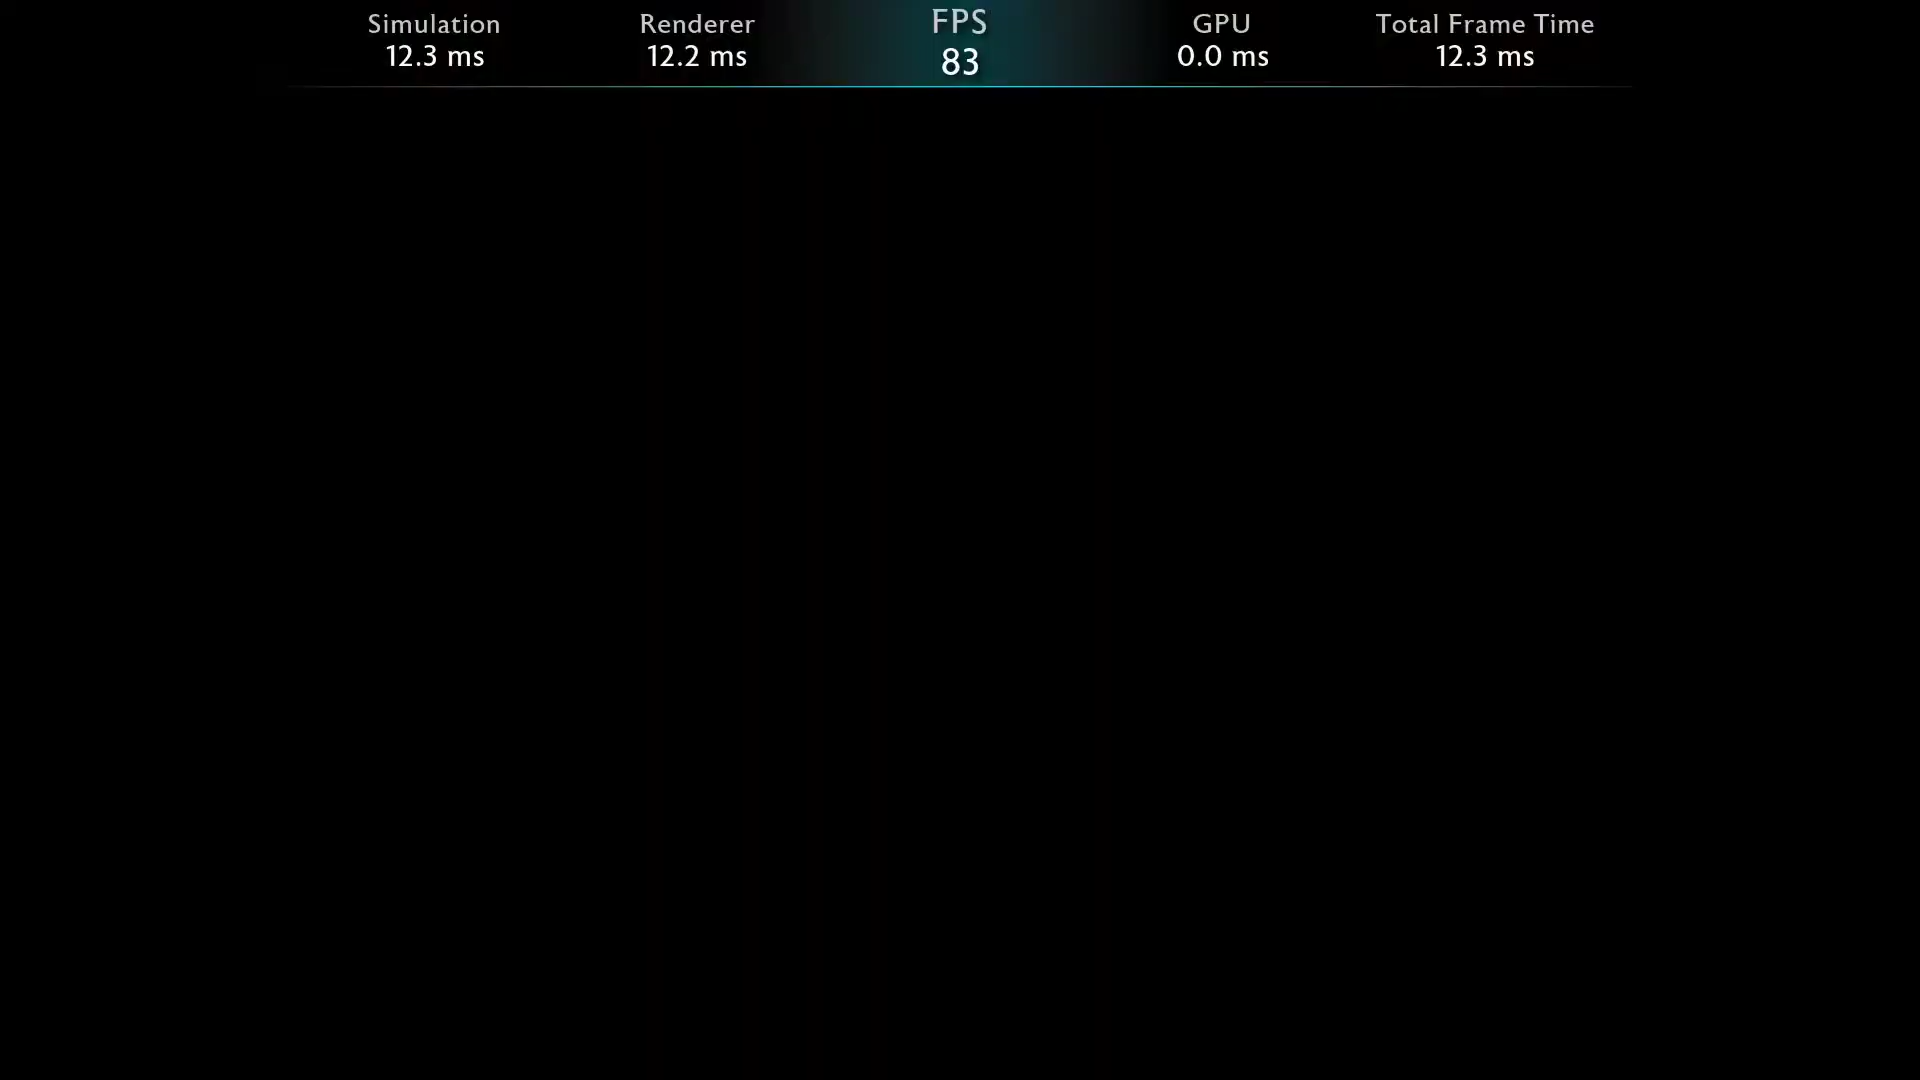 Simulation Renderer FPS GPU Total Frame Time
12.3 ms 12.2 ms 83 0.0 ms 12.3 ms